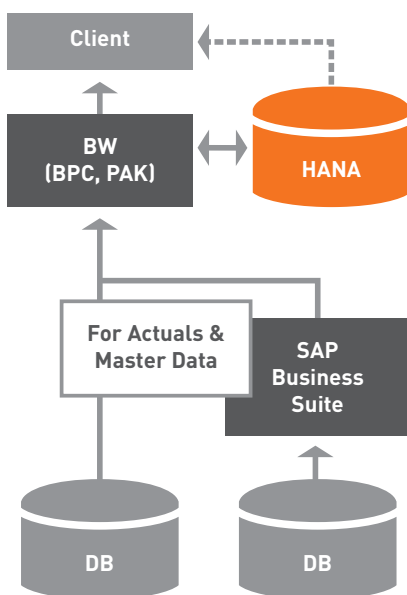 Client
BW
(BPC, PAK)
HANA
For Actuals &
Master Data
SAP
Business
Suite
DB
DB